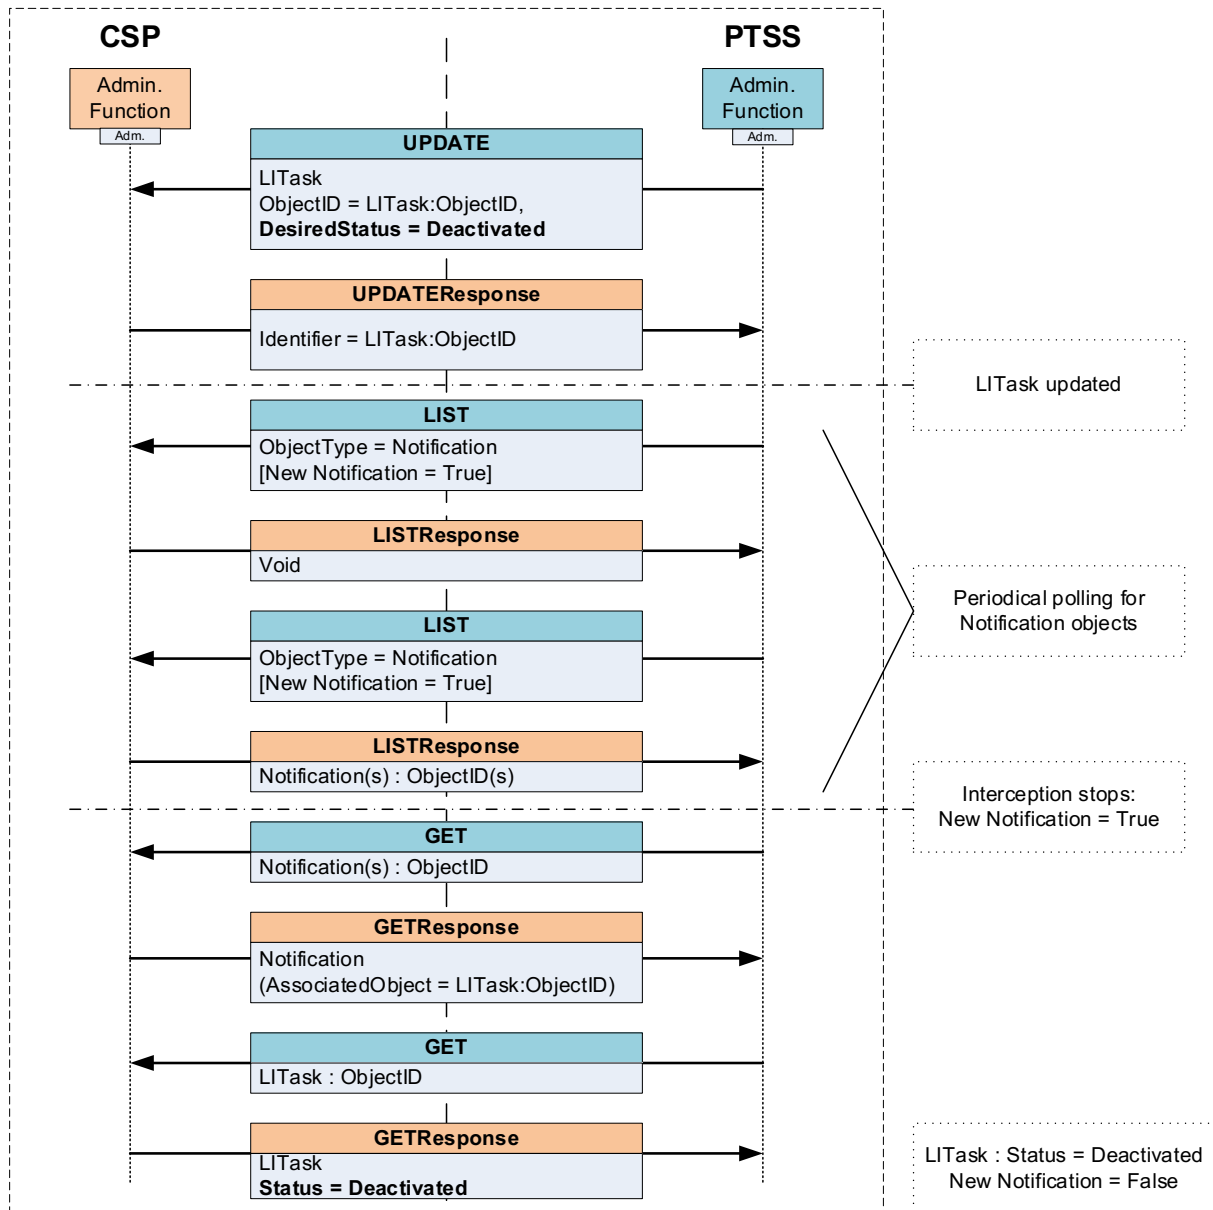 CSP
PTSS
Admin.
Function
Adm.
Admin.
Function
Adm.
UPDATE
LITask
ObjectID = LITask:ObjectID,
DesiredStatus = Deactivated
UPDATEResponse
Identifier = LITask:ObjectID
LITask updated
LIST
ObjectType = Notification
[New Notification = True]
LISTResponse
Void
Periodical polling for
Notification objects
LIST
ObjectType = Notification
[New Notification = True]
LISTResponse
Notification(s) : ObjectID(s)
Interception stops:
New Notification = True
GET
Notification(s) : ObjectID
GETResponse
Notification
(AssociatedObject = LITask:ObjectID)
GET
LITask : ObjectID
GETResponse
LITask
Status = Deactivated
LITask : Status = Deactivated
New Notification = False